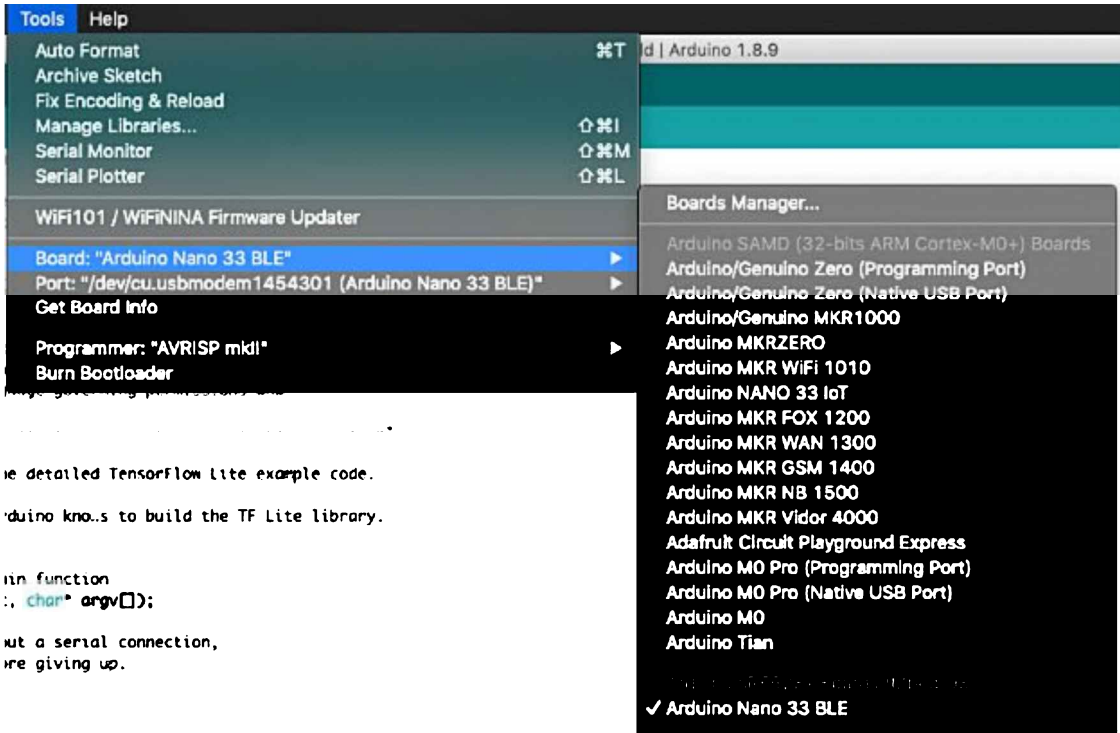 Tools Help
Auto Format ⌘T
Archive Sketch
Fix Encoding & Reload
Manage Libraries... ⇧⌘I
Serial Monitor ⇧⌘M
Serial Plotter ⇧⌘L
WiFi101 / WiFiNINA Firmware Updater
Board: "Arduino Nano 33 BLE"
Port: "/dev/cu.usbmodem1454301 (Arduino Nano 33 BLE)"
Get Board Info
Programmer: "AVRISP mkII"
Burn Bootloader
ld | Arduino 1.8.9
Boards Manager...
Arduino SAMD (32-bits ARM Cortex-M0+) Boards
Arduino/Genuino Zero (Programming Port)
Arduino/Genuino Zero (Native USB Port)
Arduino/Genuino MKR1000
Arduino MKRZERO
Arduino MKR WiFi 1010
Arduino NANO 33 IoT
Arduino MKR FOX 1200
Arduino MKR WAN 1300
Arduino MKR GSM 1400
Arduino MKR NB 1500
Arduino MKR Vidor 4000
Adafruit Circuit Playground Express
Arduino M0 Pro (Programming Port)
Arduino M0 Pro (Native USB Port)
Arduino M0
Arduino Tian
✓ Arduino Nano 33 BLE
detailed TensorFlow Lite example code.
to build the TF Lite library.
function
char* argv[]);
a serial connection,
giving up.